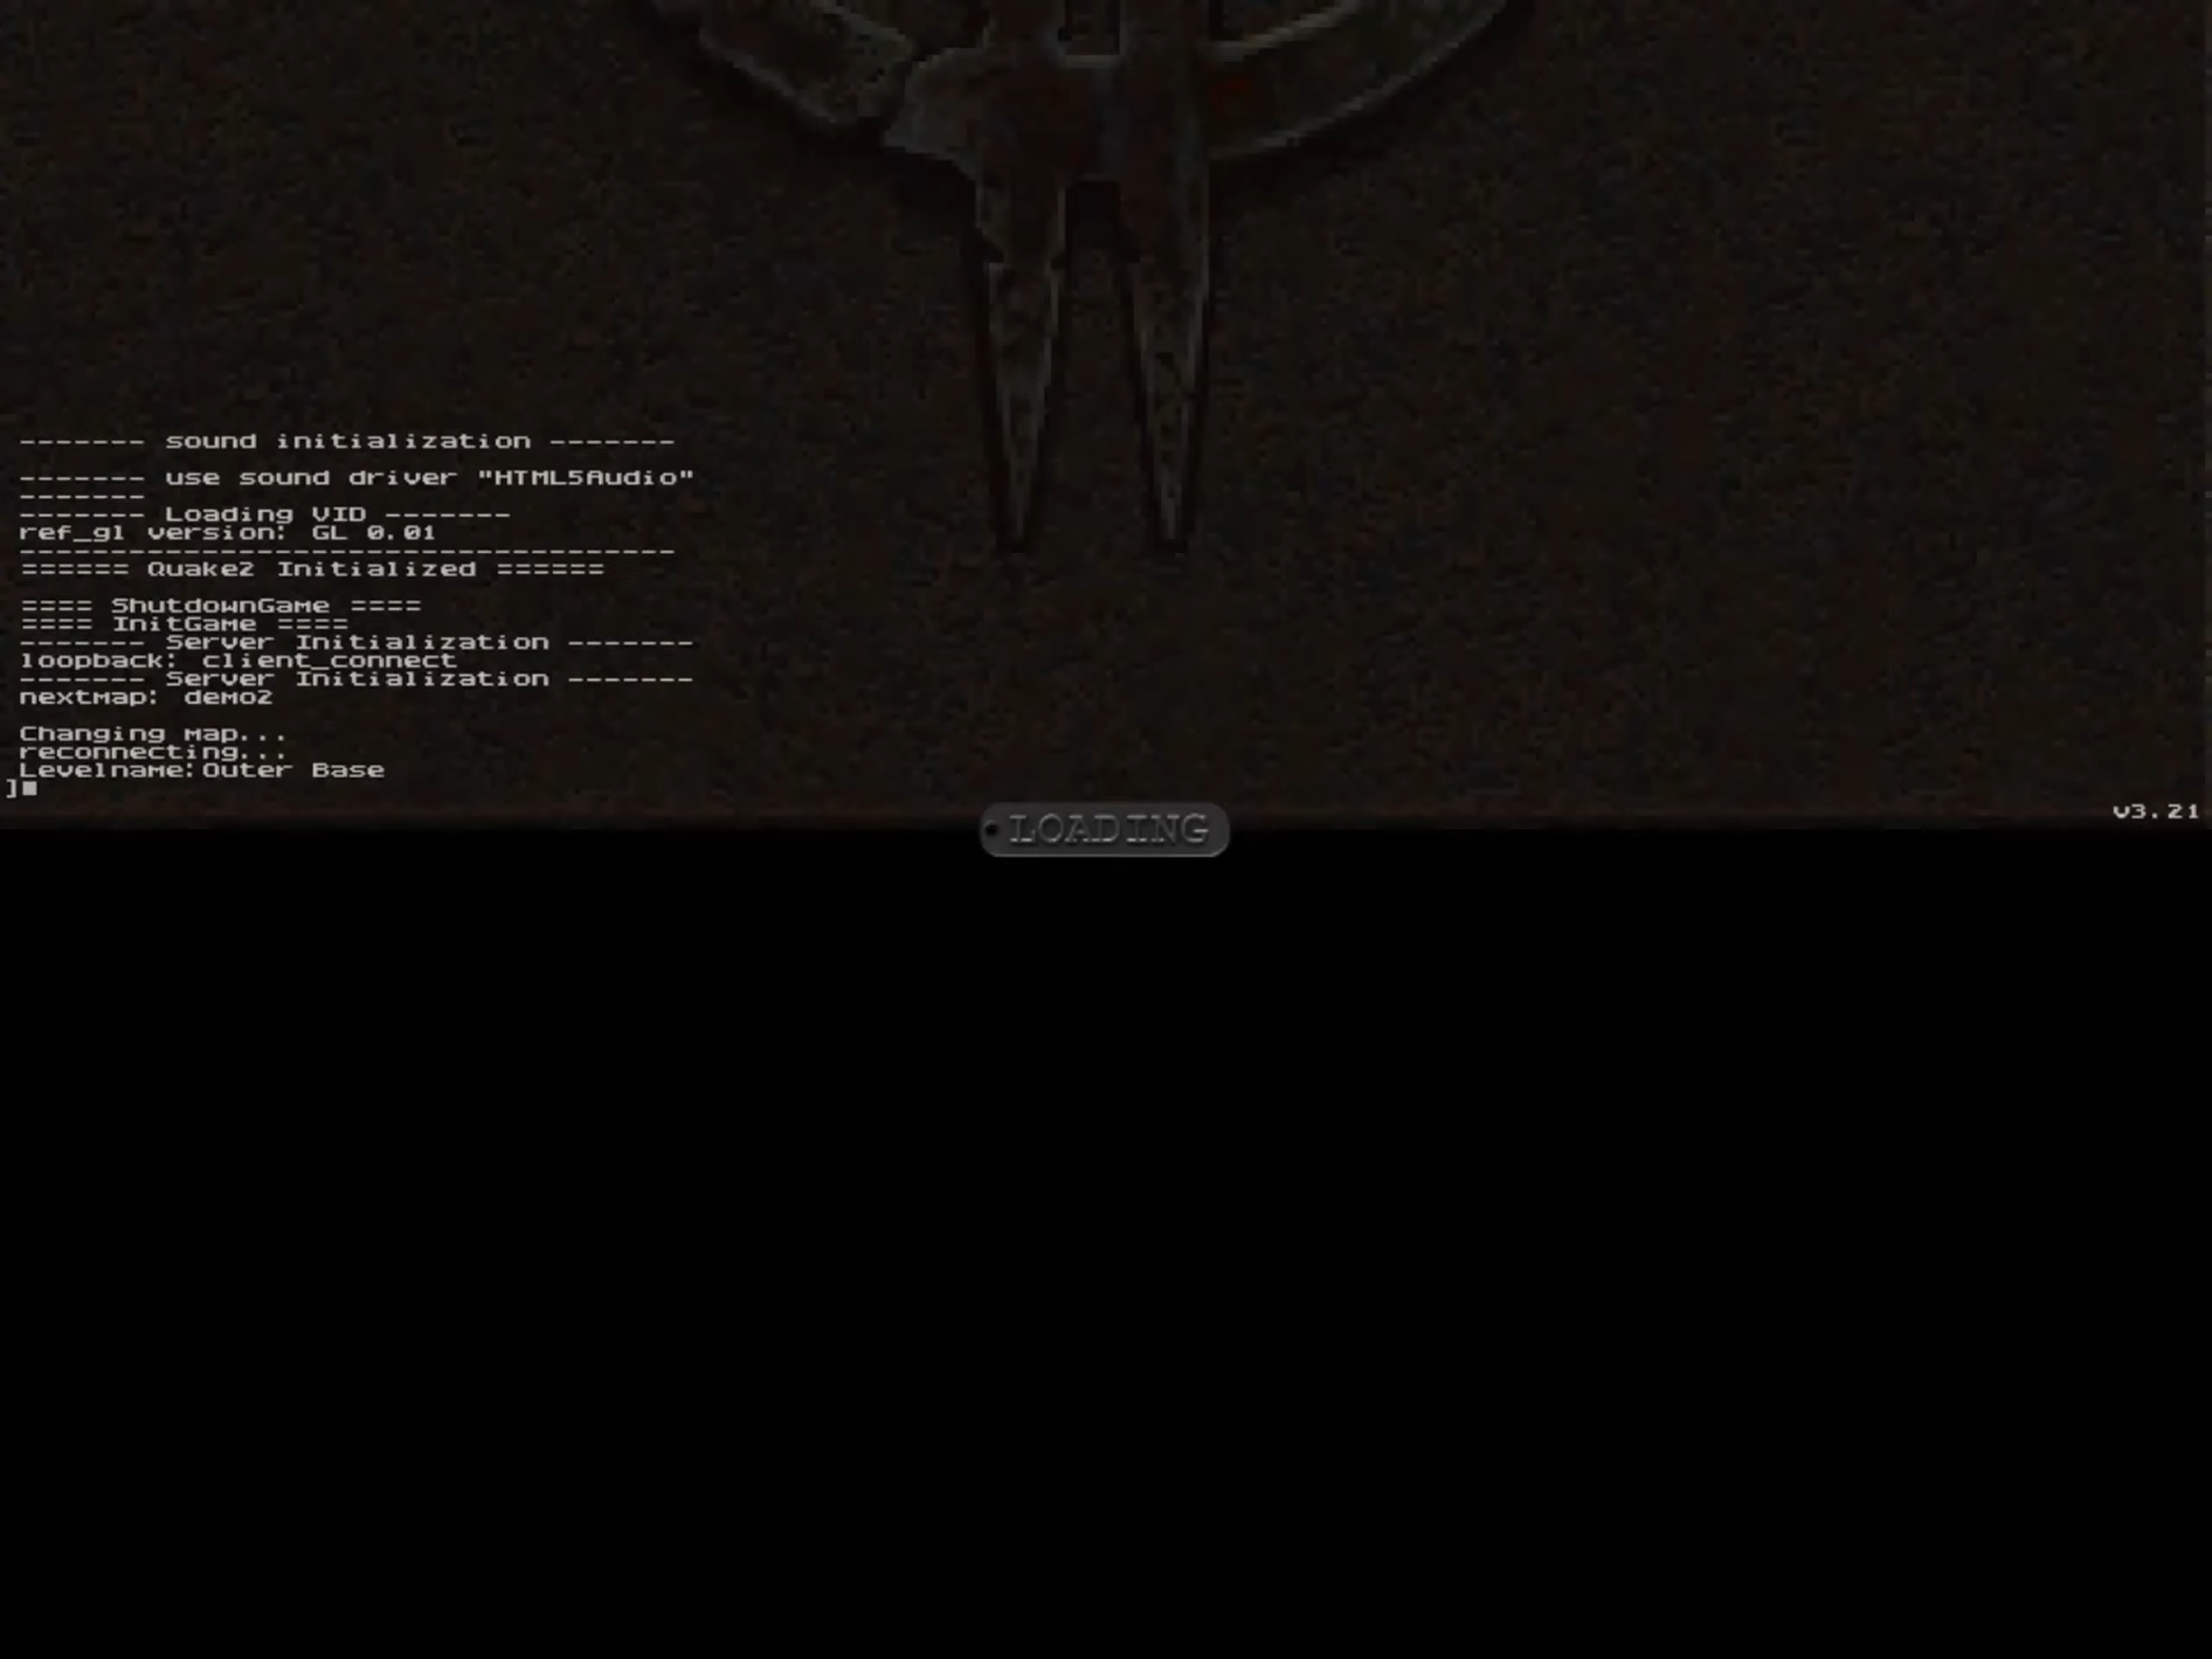 ------- sound initialization -------
------- use sound driver "HTML5Audio"
-------
------- Loading VID -------
ref_gl version: GL 0.01
------------------------------------
====== Quake2 Initialized ======
==== ShutdownGame ====
==== InitGame ====
------- Server Initialization -------
loopback: client_connect
------- Server Initialization -------
nextmap: demo2
Changing map...
reconnecting...
Levelname:Outer Base
]
v3.21
LOADING